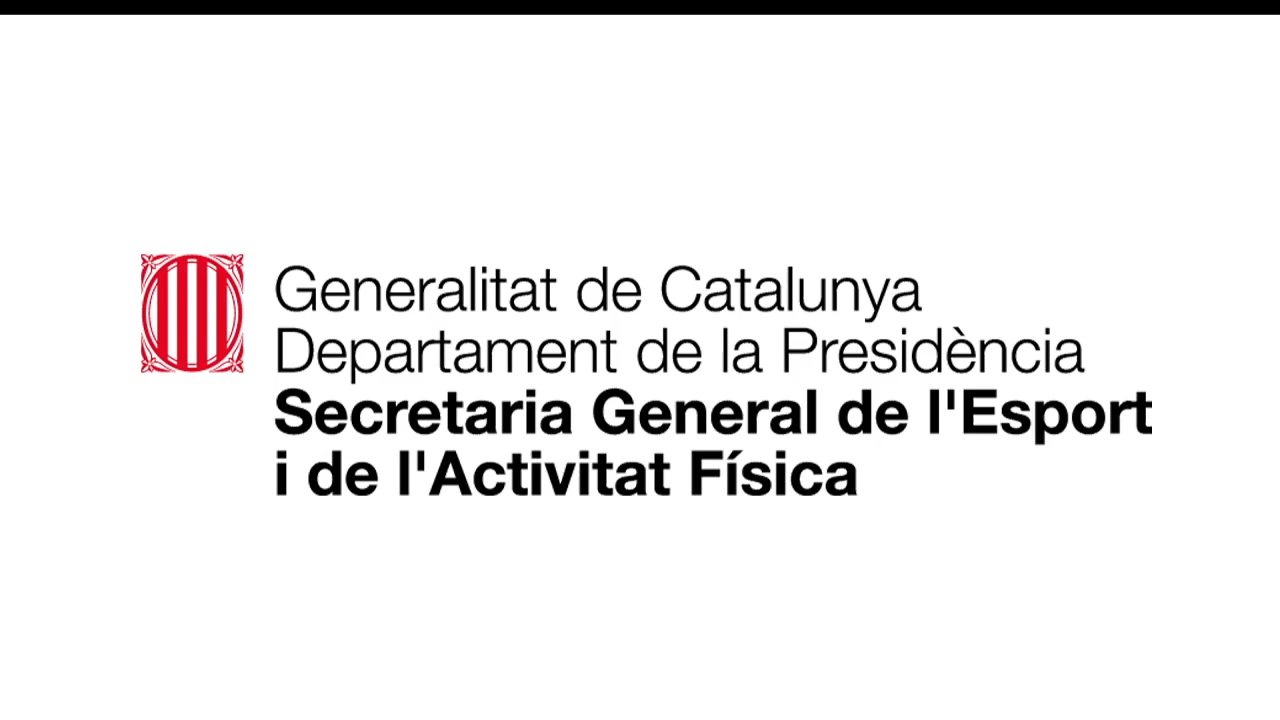 Generalitat de Catalunya
Departament de la Presidència
Secretaria General de l'Esport
i de l'Activitat Física